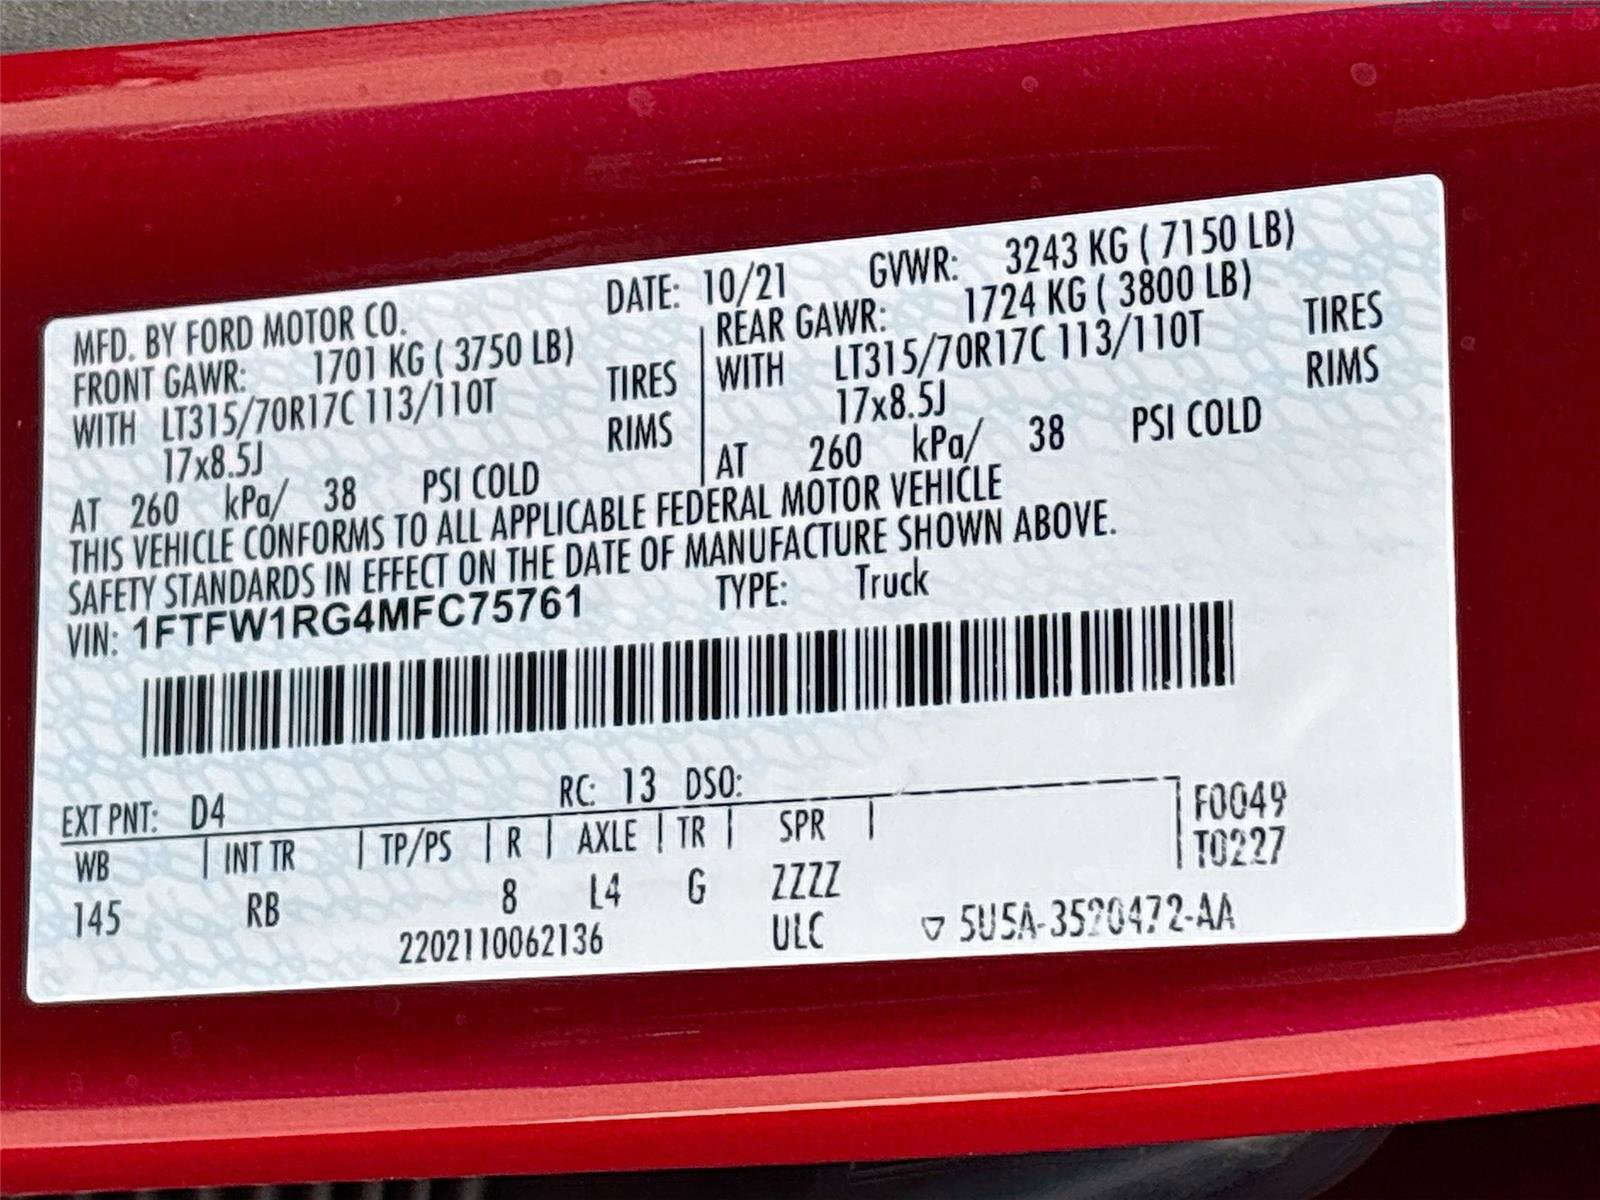 MFD. BY FORD MOTOR CO. DATE: 10/21 GVWR: 3243 KG ( 7150 LB)
FRONT GAWR: 1701 KG ( 3750 LB) REAR GAWR: 1724 KG ( 3800 LB)
WITH LT315/70R17C 113/110T TIRES WITH LT315/70R17C 113/110T TIRES
17x8.5J RIMS 17x8.5J RIMS
AT 260 kPa/ 38 PSI COLD AT 260 kPa/ 38 PSI COLD
THIS VEHICLE CONFORMS TO ALL APPLICABLE FEDERAL MOTOR VEHICLE
SAFETY STANDARDS IN EFFECT ON THE DATE OF MANUFACTURE SHOWN ABOVE.
VIN: 1FTFW1RG4MFC75761 TYPE: Truck
EXT PNT: D4 RC: 13 DSO: F0049
WB | INT TR | TP/PS | R | AXLE | TR | SPR | T0227
145 RB 8 L4 G ZZZZ
2202110062136 ULC 5U5A-3520472-AA